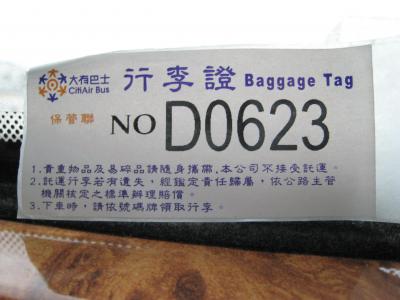 大有巴士 行李證 Baggage Tag
CitiAir Bus
保管聯 NO D0623
1.貴重物品及易碎品請隨身攜帶,本公司不接受託運。
2.託運行李若有遺失,經鑑定責任歸屬,依公路主管
機關核定之標準辦理賠償。
3.下車時,請依號碼牌領取行李。